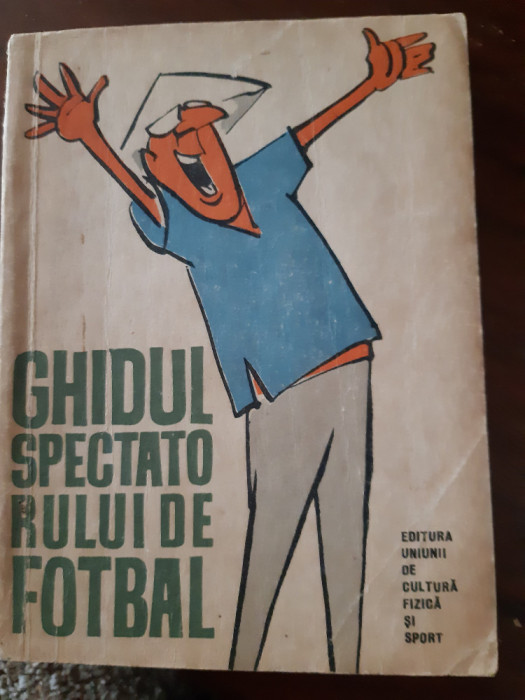 GHIDUL
SPECTATO
RULUI DE
FOTBAL
EDITURA
UNIUNII
DE
CULTURĂ
FIZICĂ
ȘI
SPORT